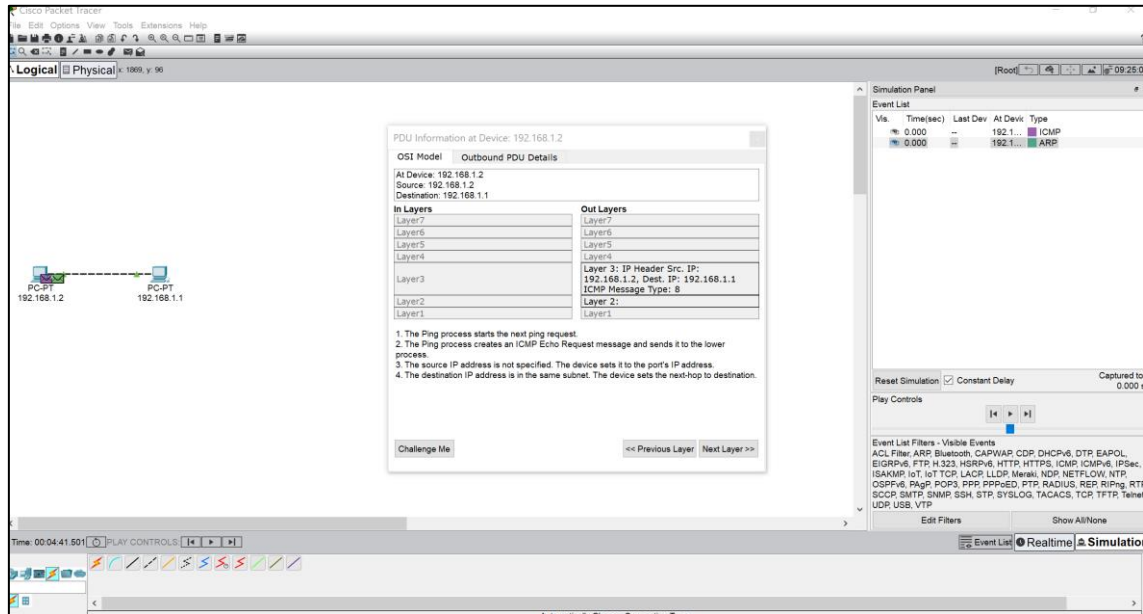 Cisco Packet Tracer
File Edit Options View Tools Extensions Help
Logical Physical x: 1869, y: 96
[Root] 09:25:0
PC-PT
192.168.1.2
PC-PT
192.168.1.1
PDU Information at Device: 192.168.1.2
OSI Model Outbound PDU Details
At Device: 192.168.1.2
Source: 192.168.1.2
Destination: 192.168.1.1
In Layers Out Layers
Layer7 Layer7
Layer6 Layer6
Layer5 Layer5
Layer4 Layer4
Layer3 Layer 3: IP Header Src. IP:
192.168.1.2, Dest. IP: 192.168.1.1
ICMP Message Type: 8
Layer2 Layer 2:
Layer1 Layer1
1. The Ping process starts the next ping request.
2. The Ping process creates an ICMP Echo Request message and sends it to the lower
process.
3. The source IP address is not specified. The device sets it to the port's IP address.
4. The destination IP address is in the same subnet. The device sets the next-hop to destination.
Challenge Me << Previous Layer Next Layer >>
Simulation Panel
Event List
Vis. Time(sec) Last Dev At Devic Type
0.000 -- 192.1... ICMP
0.000 -- 192.1... ARP
Reset Simulation Constant Delay Captured to
0.000 s
Play Controls
Event List Filters - Visible Events
ACL Filter, ARP, Bluetooth, CAPWAP, CDP, DHCPv6, DTP, EAPOL,
EIGRPv6, FTP, H.323, HSRPv6, HTTP, HTTPS, ICMP, ICMPv6, IPSec,
ISAKMP, IoT, IoT TCP, LACP, LLDP, Meraki, NDP, NETFLOW, NTP,
OSPFv6, PAgP, POP3, PPP, PPPoED, PTP, RADIUS, REP, RIPng, RTP
SCCP, SMTP, SNMP, SSH, STP, SYSLOG, TACACS, TCP, TFTP, Telnet
UDP, USB, VTP
Edit Filters Show All/None
Time: 00:04:41.501 PLAY CONTROLS:
Event List Realtime Simulation